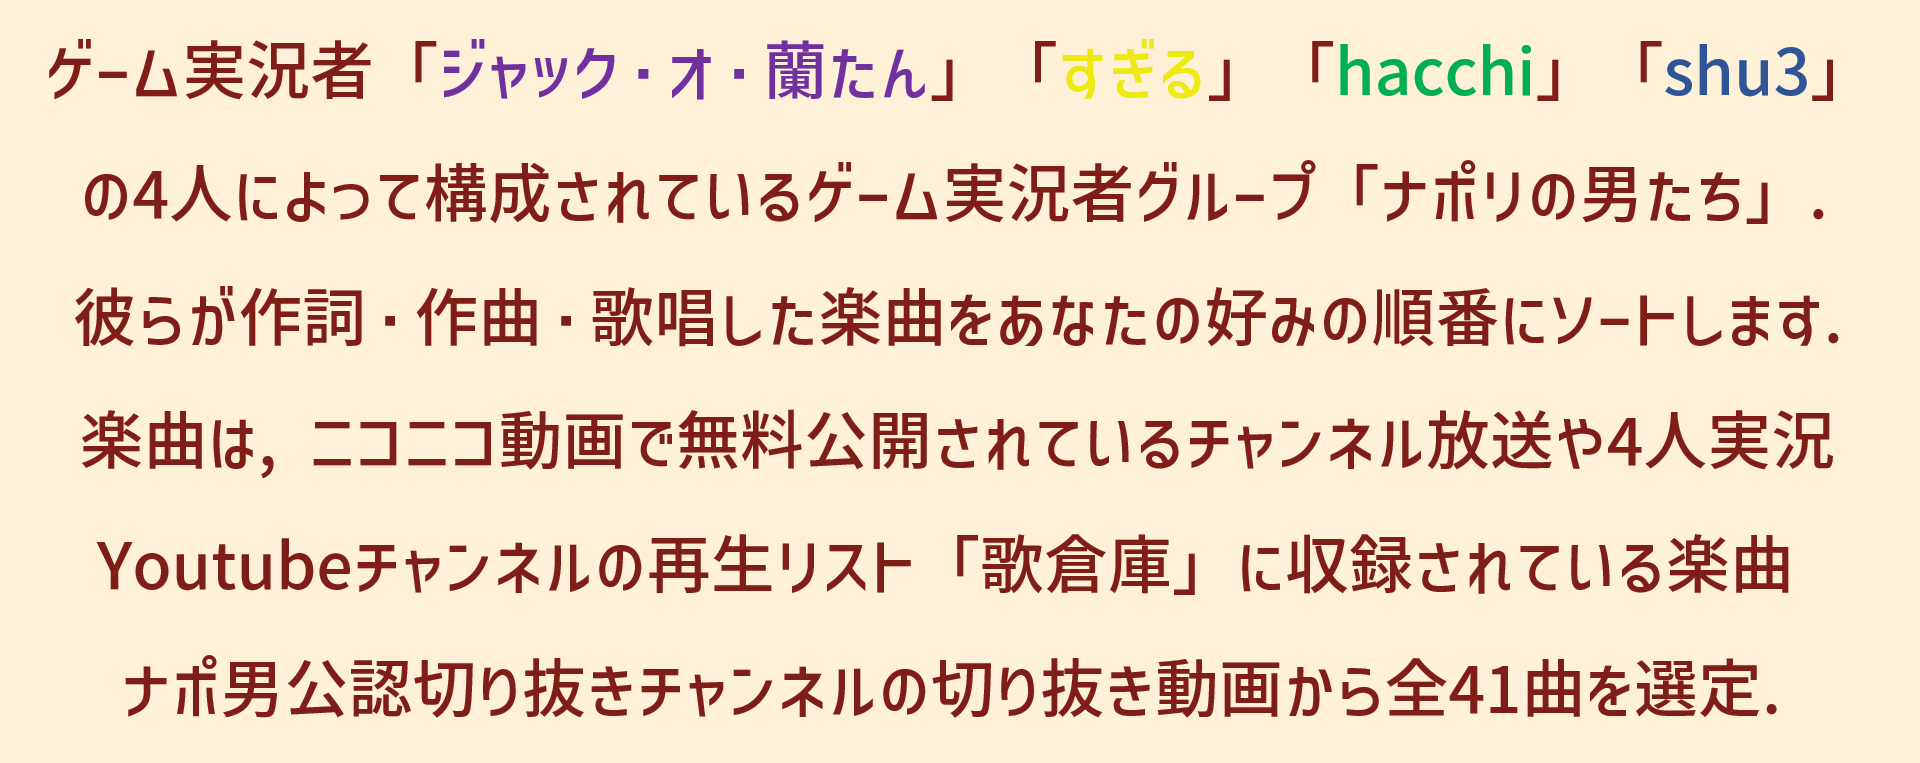 ゲーム実況者「ジャック・オ・蘭たん」「すぎる」「hacchi」「shu3」
の4人によって構成されているゲーム実況者グループ「ナポリの男たち」.
彼らが作詞・作曲・歌唱した楽曲をあなたの好みの順番にソートします.
楽曲は, ニコニコ動画で無料公開されているチャンネル放送や4人実況
Youtubeチャンネルの再生リスト「歌倉庫」に収録されている楽曲
ナポ男公認切り抜きチャンネルの切り抜き動画から全41曲を選定.